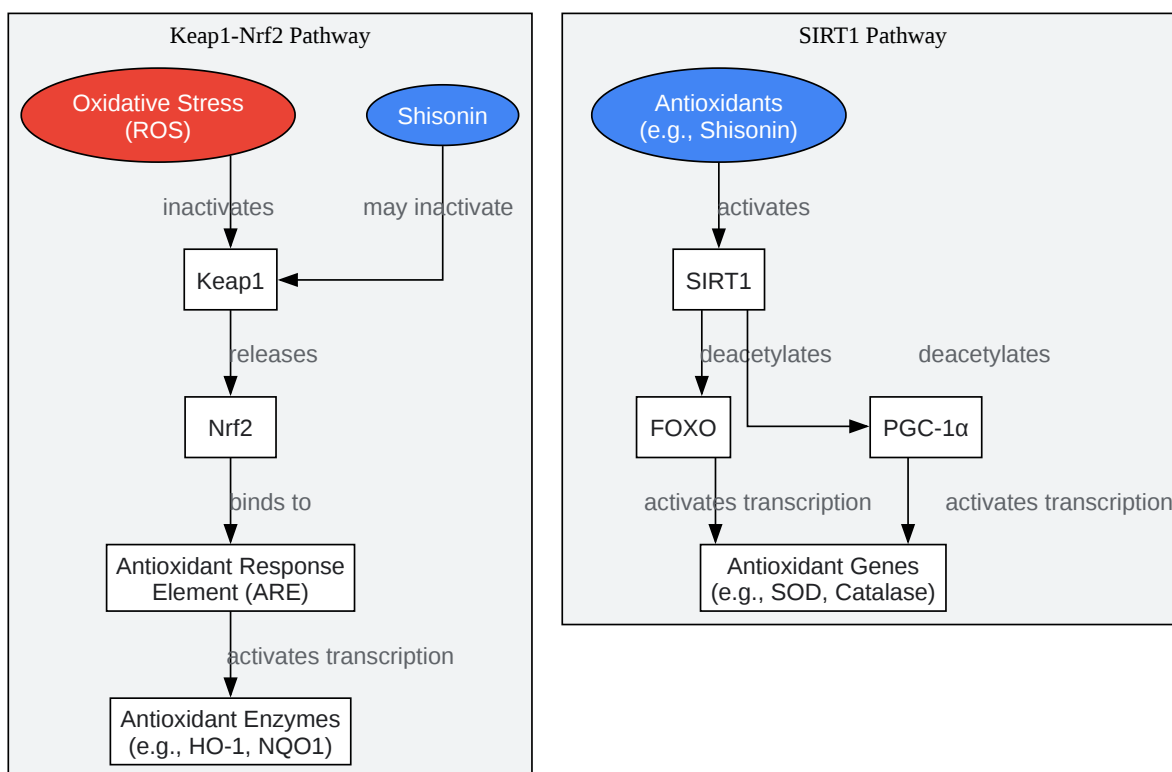 Keap1-Nrf2 Pathway
Oxidative Stress
(ROS)
Shisonin
inactivates
may inactivate
Keap1
releases
Nrf2
binds to
Antioxidant Response
Element (ARE)
activates transcription
Antioxidant Enzymes
(e.g., HO-1, NQO1)
SIRT1 Pathway
Antioxidants
(e.g., Shisonin)
activates
SIRT1
deacetylates
deacetylates
FOXO
PGC-1α
activates transcription
activates transcription
Antioxidant Genes
(e.g., SOD, Catalase)